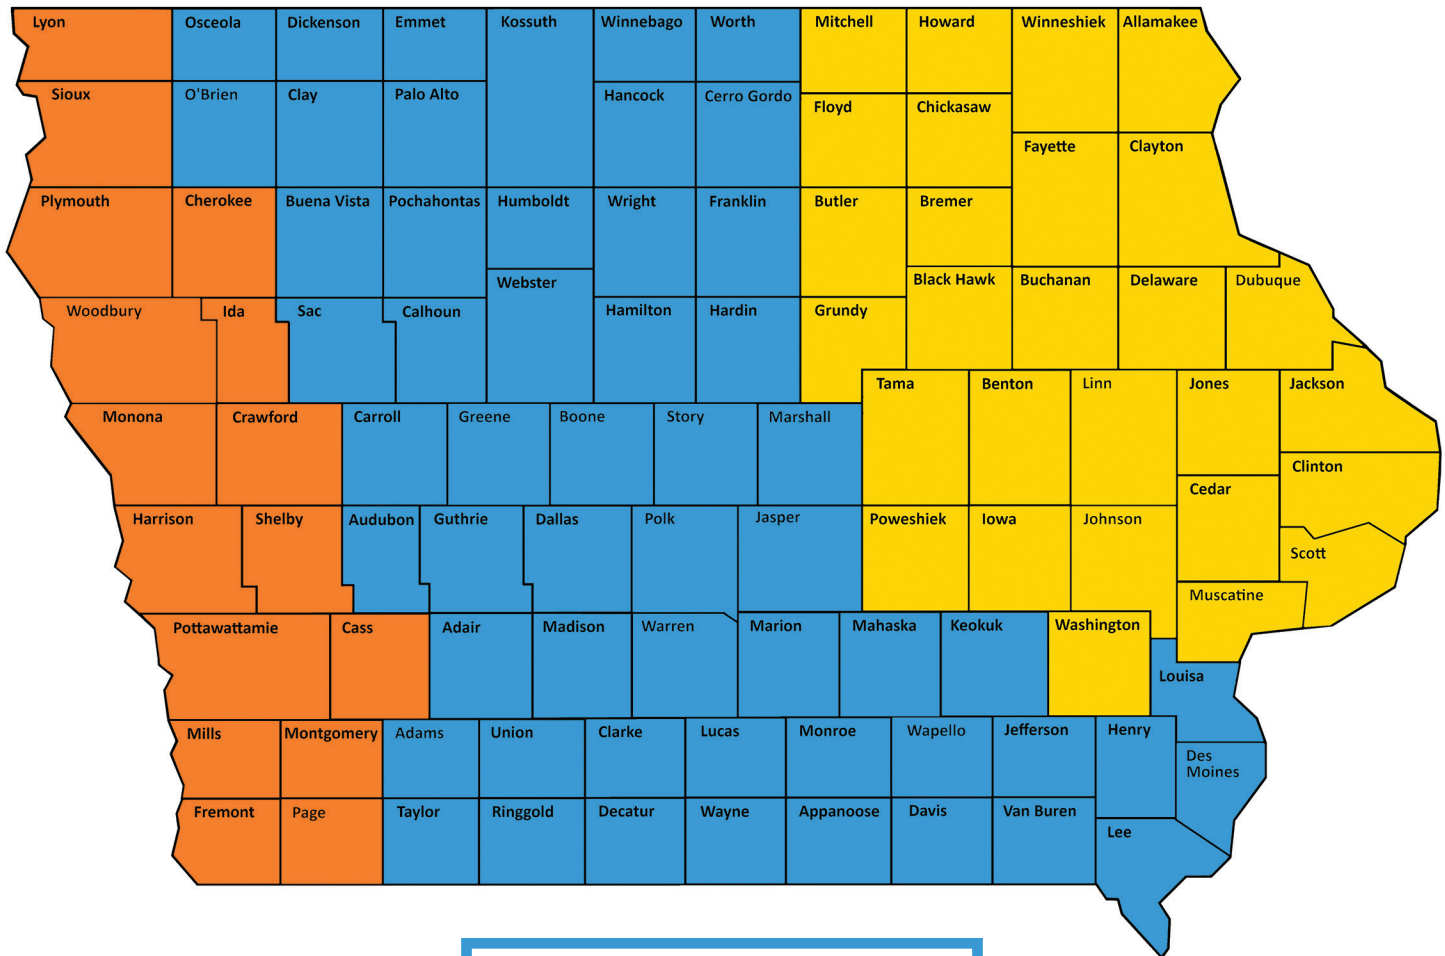 Lyon
Osceola
Dickenson
Emmet
Kossuth
Winnebago
Worth
Mitchell
Howard
Winneshiek
Allamakee
Sioux
O'Brien
Clay
Palo Alto
Hancock
Cerro Gordo
Floyd
Chickasaw
Fayette
Clayton
Plymouth
Cherokee
Buena Vista
Pochahontas
Humboldt
Wright
Franklin
Butler
Bremer
Webster
Black Hawk
Buchanan
Delaware
Dubuque
Woodbury
Ida
Sac
Calhoun
Hamilton
Hardin
Grundy
Tama
Benton
Linn
Jones
Jackson
Monona
Crawford
Carroll
Greene
Boone
Story
Marshall
Clinton
Cedar
Harrison
Shelby
Audubon
Guthrie
Dallas
Polk
Jasper
Poweshiek
Iowa
Johnson
Scott
Muscatine
Pottawattamie
Cass
Adair
Madison
Warren
Marion
Mahaska
Keokuk
Washington
Louisa
Mills
Montgomery
Adams
Union
Clarke
Lucas
Monroe
Wapello
Jefferson
Henry
Des
Moines
Fremont
Page
Taylor
Ringgold
Decatur
Wayne
Appanoose
Davis
Van Buren
Lee